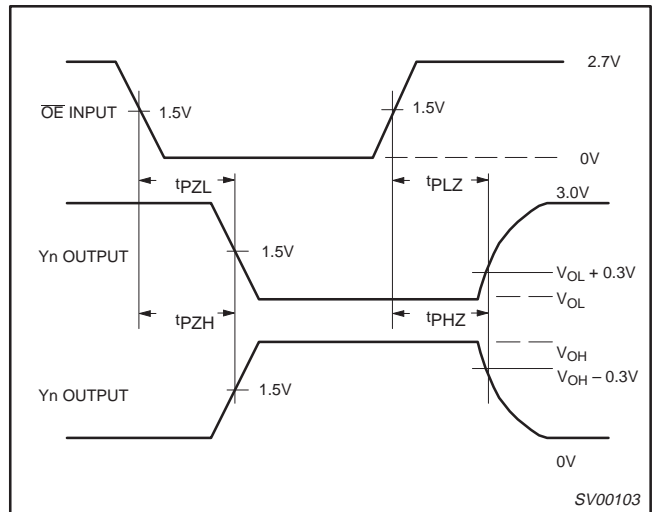 2.7V
OE INPUT
1.5V
1.5V
0V
tPZL
tPLZ
3.0V
Yn OUTPUT
1.5V
VOL + 0.3V
VOL
tPZH
tPHZ
VOH
VOH – 0.3V
Yn OUTPUT
1.5V
0V
SV00103